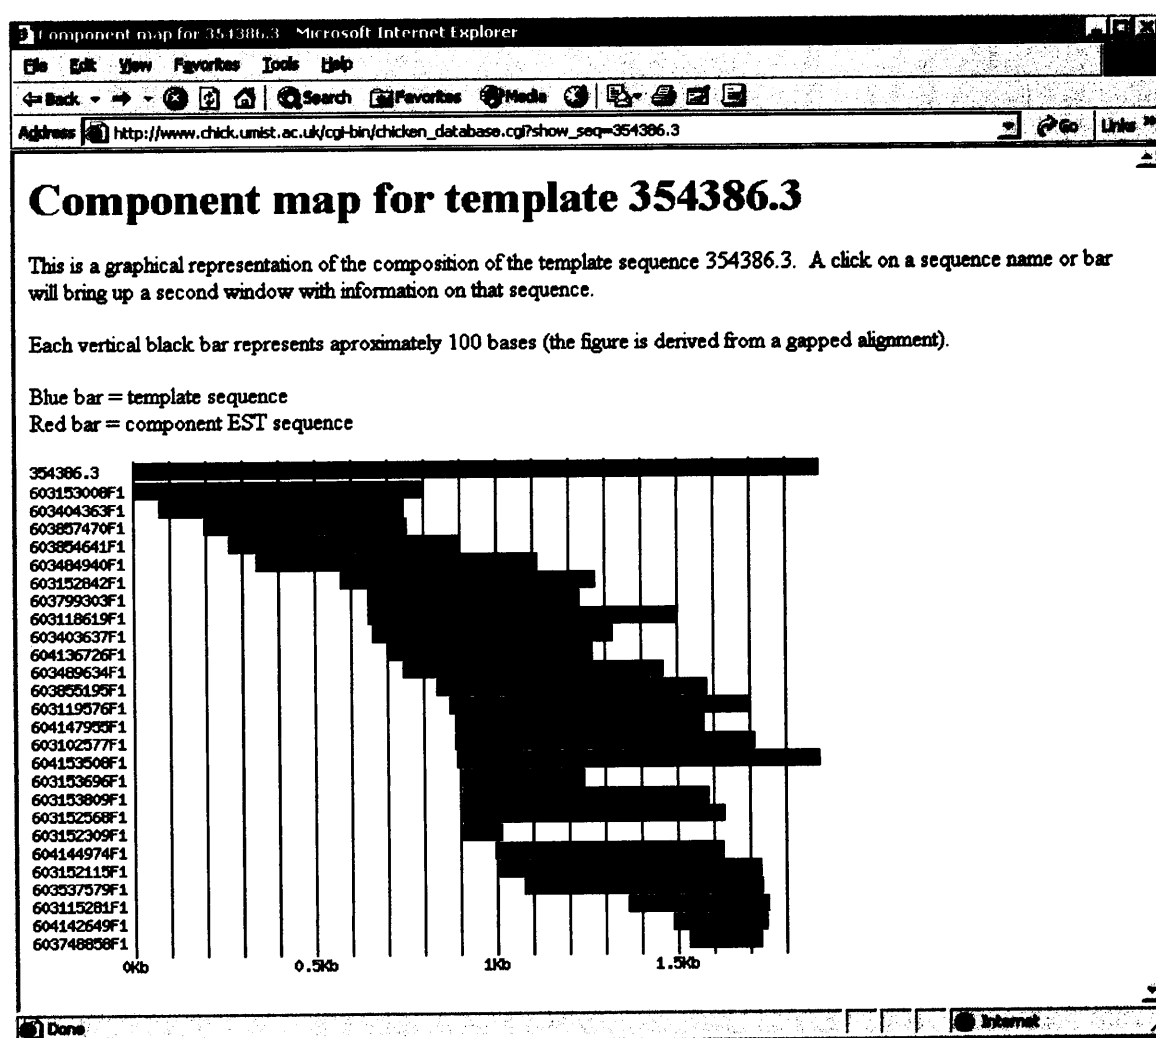 Component map for 354386.3 - Microsoft Internet Explorer
File Edit View Favorites Tools Help
Back Search Favorites Media
Address http://www.chick.umist.ac.uk/cgi-bin/chicken_database.cgi?show_seq=354386.3 Go Links »
Component map for template 354386.3
This is a graphical representation of the composition of the template sequence 354386.3. A click on a sequence name or bar
will bring up a second window with information on that sequence.
Each vertical black bar represents aproximately 100 bases (the figure is derived from a gapped alignment).
Blue bar = template sequence
Red bar = component EST sequence
354386.3
603153008F1
603404363F1
603857470F1
603854641F1
603484940F1
603152842F1
603799303F1
603118619F1
603403637F1
604136726F1
603489634F1
603855195F1
603119576F1
604147955F1
603102577F1
604153508F1
603153696F1
603153809F1
603152568F1
603152309F1
604144974F1
603152115F1
603537579F1
603115281F1
604142649F1
603748858F1
0Kb 0.5Kb 1Kb 1.5Kb
Done Internet